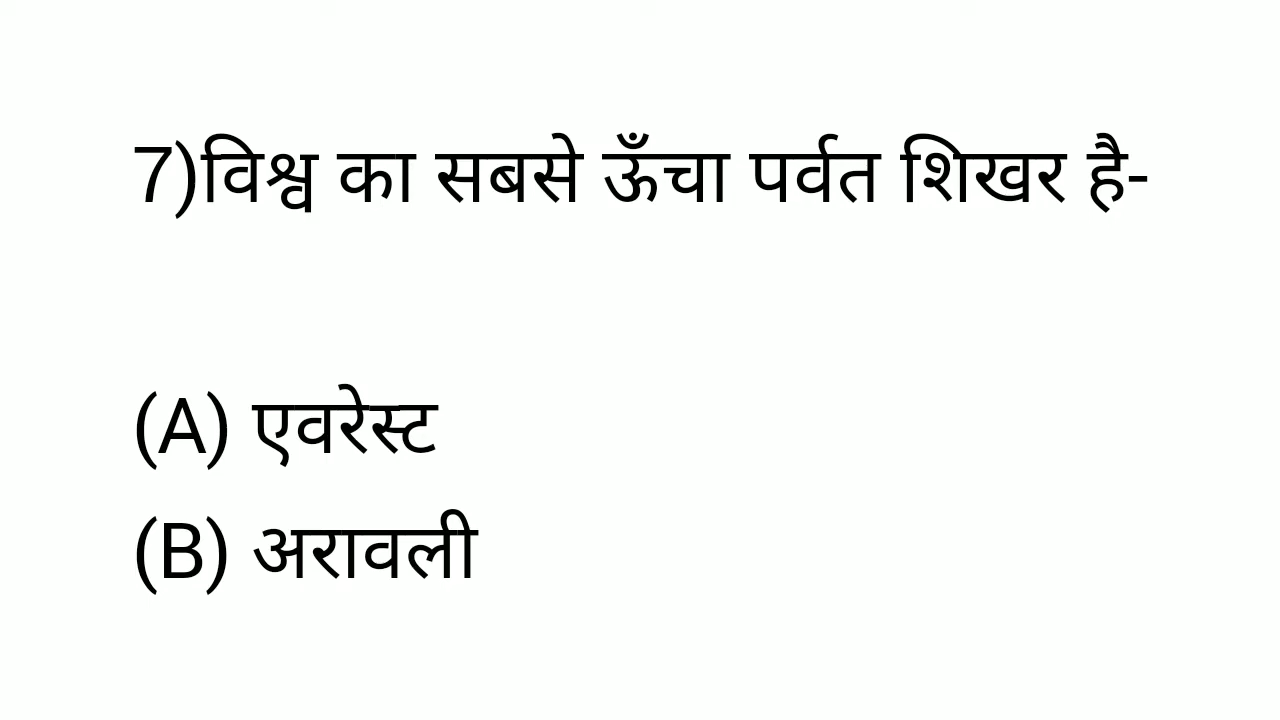 7)विश्व का सबसे ऊँचा पर्वत शिखर है-
(A) एवरेस्ट
(B) अरावली